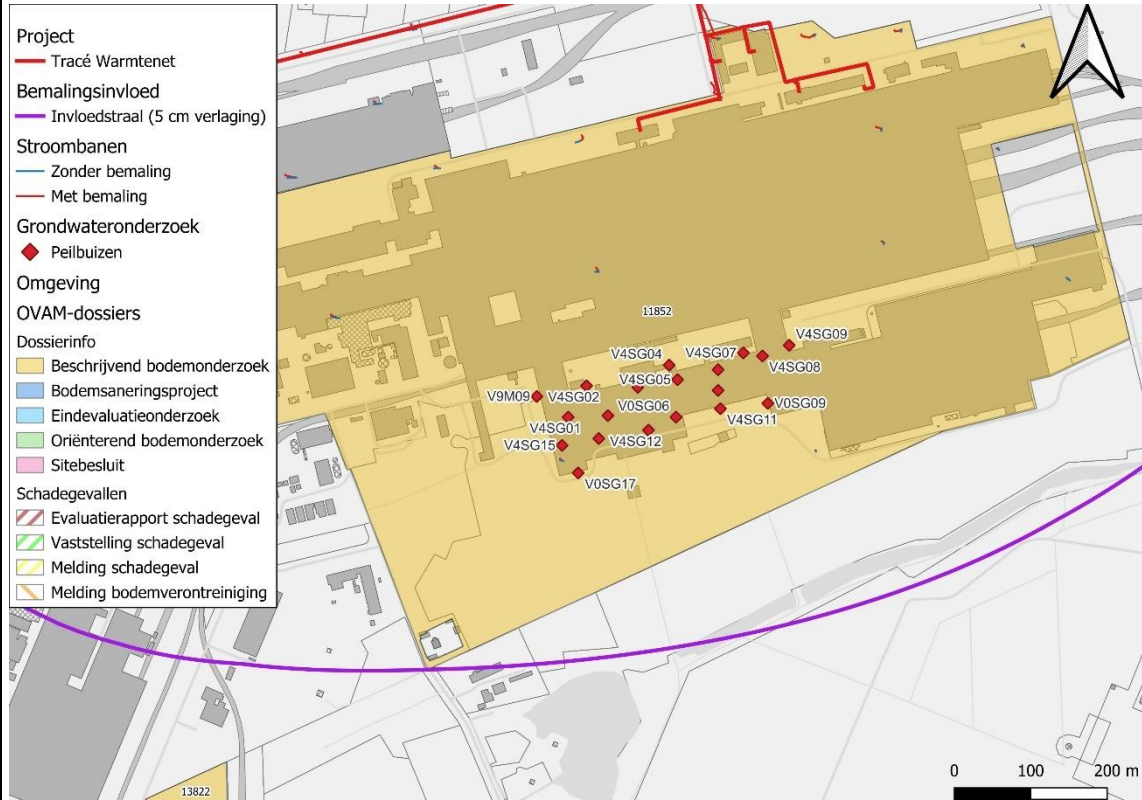 Project
Tracé Warmtenet
Bemalingsinvloed
Invloedstraal (5 cm verlaging)
Stroombanen
Zonder bemaling
Met bemaling
Grondwateronderzoek
Peilbuizen
Omgeving
OVAM-dossiers
Dossierinfo
Beschrijvend bodemonderzoek
Bodemsaneringsproject
Eindevaluatieonderzoek
Oriënterend bodemonderzoek
Sitebesluit
Schadegevallen
Evaluatierapport schadegeval
Vaststelling schadegeval
Melding schadegeval
Melding bodemverontreiniging
11852
V4SG09
V4SG04
V4SG07
V4SG08
V4SG05
V9M09
V4SG02
V0SG06
V0SG09
V4SG11
V4SG01
V4SG12
V4SG15
V0SG17
13822
0 100 200 m